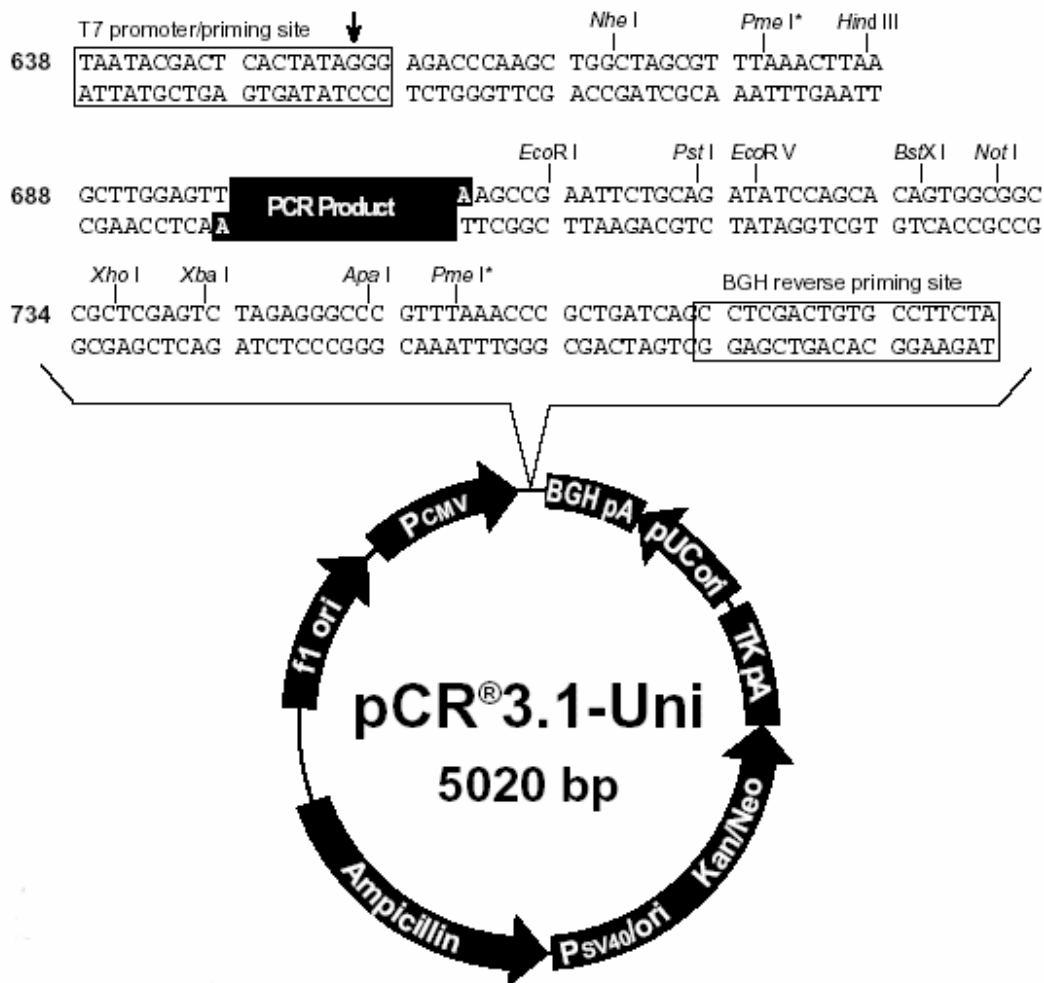 T7 promoter/priming site
Nhe I Pme I* Hind III
638 TAATACGACT CACTATAGGG AGACCCAAGC TGGCTAGCGT TTAAACTTAA
ATTATGCTGA GTGATATCCC TCTGGGTTCG ACCGATCGCA AATTTGAATT
EcoR I Pst I EcoR V BstX I Not I
688 GCTTGGAGTT PCR Product AAGCCG AATTCTGCAG ATATCCAGCA CAGTGGCGGC
CGAACCTCAA TTCGGC TTAAGACGTC TATAGGTCGT GTCACCGCCG
Xho I Xba I Apa I Pme I* BGH reverse priming site
734 CGCTCGAGTC TAGAGGGCCC GTTTAAACCC GCTGATCAGC CTCGACTGTG CCTTCTA
GCGAGCTCAG ATCTCCCGGG CAAATTTGGG CGACTAGTCG GAGCTGACAC GGAAGAT
PCMV
BGH pA
pUC ori
TK pA
Kan/Neo
PSV40/ori
Ampicillin
f1 ori
pCR®3.1-Uni
5020 bp